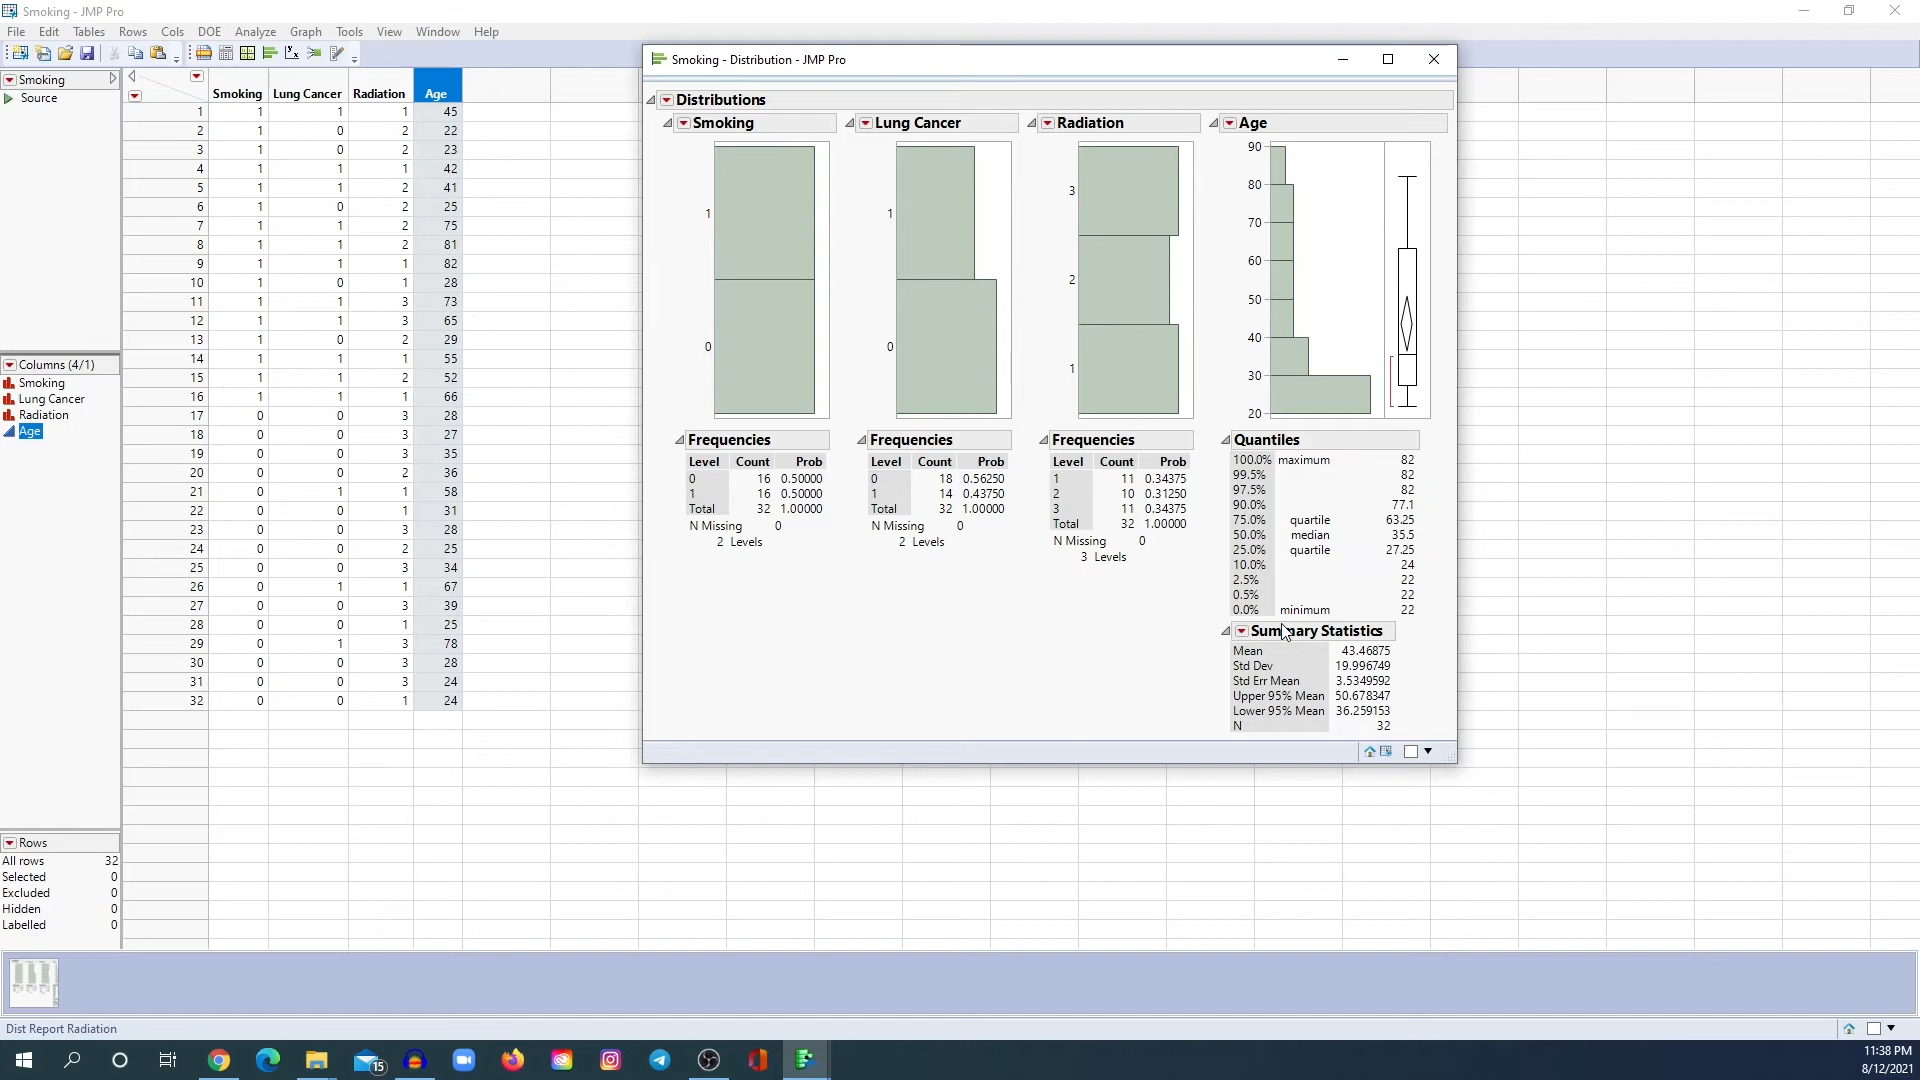 Smoking - JMP Pro
File Edit Tables Rows Cols DOE Analyze Graph Tools View Window Help
Smoking
Source
Columns (4/1)
Smoking
Lung Cancer
Radiation
Age
Rows
All rows 32
Selected 0
Excluded 0
Hidden 0
Labelled 0
Smoking Lung Cancer Radiation Age
1 1 1 1 45
2 1 0 2 22
3 1 0 2 23
4 1 1 1 42
5 1 1 2 41
6 1 0 2 25
7 1 1 2 75
8 1 1 2 81
9 1 1 1 82
10 1 0 1 28
11 1 1 3 73
12 1 1 3 65
13 1 0 2 29
14 1 1 1 55
15 1 1 2 52
16 1 1 1 66
17 0 0 3 28
18 0 0 3 27
19 0 0 3 35
20 0 0 2 36
21 0 1 1 58
22 0 0 1 31
23 0 0 3 28
24 0 0 2 25
25 0 0 3 34
26 0 1 1 67
27 0 0 3 39
28 0 0 1 25
29 0 1 3 78
30 0 0 3 28
31 0 0 3 24
32 0 0 1 24
Smoking - Distribution - JMP Pro
Distributions
Smoking
1
0
Frequencies
Level Count Prob
0 16 0.50000
1 16 0.50000
Total 32 1.00000
N Missing 0
2 Levels
Lung Cancer
1
0
Frequencies
Level Count Prob
0 18 0.56250
1 14 0.43750
Total 32 1.00000
N Missing 0
2 Levels
Radiation
3
2
1
Frequencies
Level Count Prob
1 11 0.34375
2 10 0.31250
3 11 0.34375
Total 32 1.00000
N Missing 0
3 Levels
Age
90
80
70
60
50
40
30
20
Quantiles
100.0% maximum 82
99.5% 82
97.5% 82
90.0% 77.1
75.0% quartile 63.25
50.0% median 35.5
25.0% quartile 27.25
10.0% 24
2.5% 22
0.5% 22
0.0% minimum 22
Summary Statistics
Mean 43.46875
Std Dev 19.996749
Std Err Mean 3.5349592
Upper 95% Mean 50.678347
Lower 95% Mean 36.259153
N 32
Dist Report Radiation
15
11:38 PM
8/12/2021